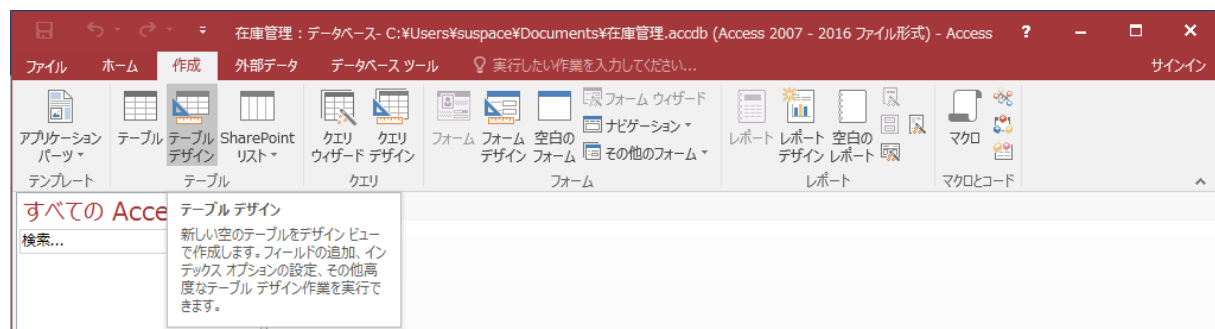 在庫管理 : データベース- C:¥Users¥suspace¥Documents¥在庫管理.accdb (Access 2007 - 2016 ファイル形式) - Access ?
ファイル ホーム 作成 外部データ データベース ツール 実行したい作業を入力してください... サインイン
アプリケーション パーツ
テーブル
テーブル デザイン
SharePoint リスト
クエリ ウィザード
クエリ デザイン
フォーム
フォーム デザイン
空白の フォーム
フォーム ウィザード
ナビゲーション
その他のフォーム
レポート
レポート デザイン
空白の レポート
マクロ
テンプレート テーブル クエリ フォーム レポート マクロとコード
すべての Acce
検索...
テーブル デザイン
新しい空のテーブルをデザイン ビュー
で作成します。フィールドの追加、イン
デックス オプションの設定、その他高
度なテーブル デザイン作業を実行で
きます。